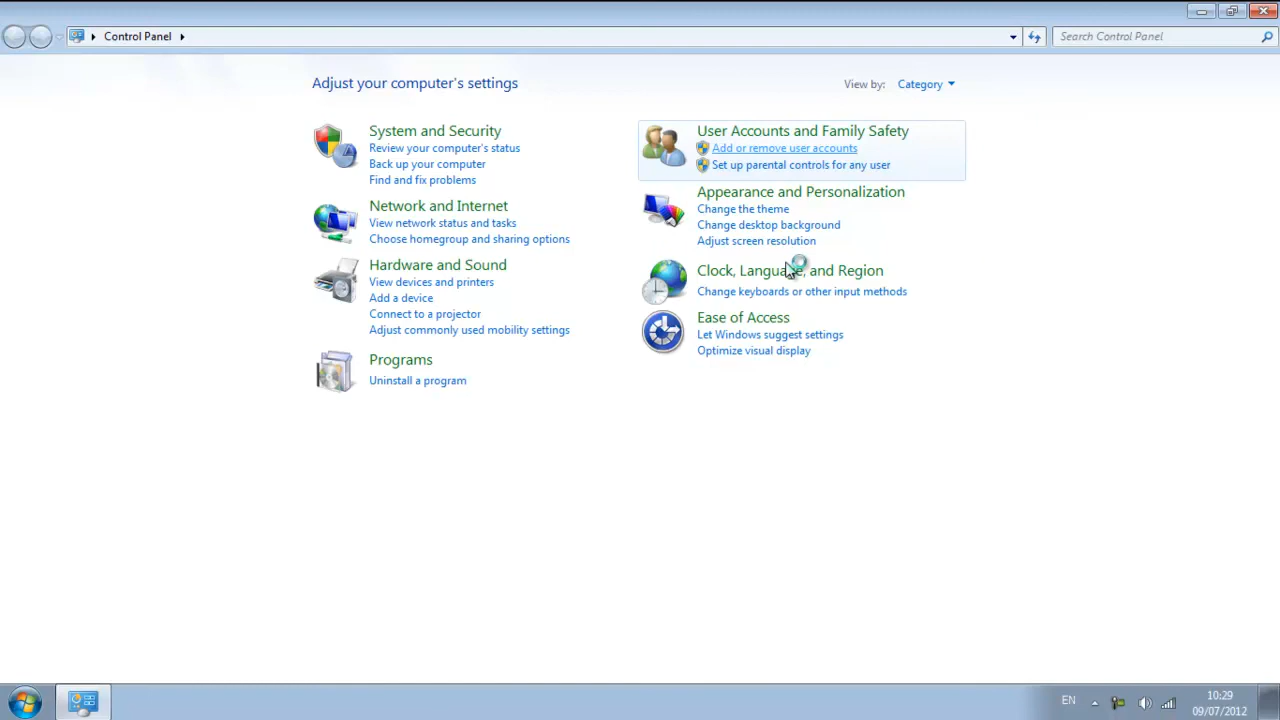 Control Panel
Search Control Panel
Adjust your computer's settings
View by: Category
System and Security
Review your computer's status
Back up your computer
Find and fix problems
Network and Internet
View network status and tasks
Choose homegroup and sharing options
Hardware and Sound
View devices and printers
Add a device
Connect to a projector
Adjust commonly used mobility settings
Programs
Uninstall a program
User Accounts and Family Safety
Add or remove user accounts
Set up parental controls for any user
Appearance and Personalization
Change the theme
Change desktop background
Adjust screen resolution
Clock, Language, and Region
Change keyboards or other input methods
Ease of Access
Let Windows suggest settings
Optimize visual display
EN
10:29
09/07/2012